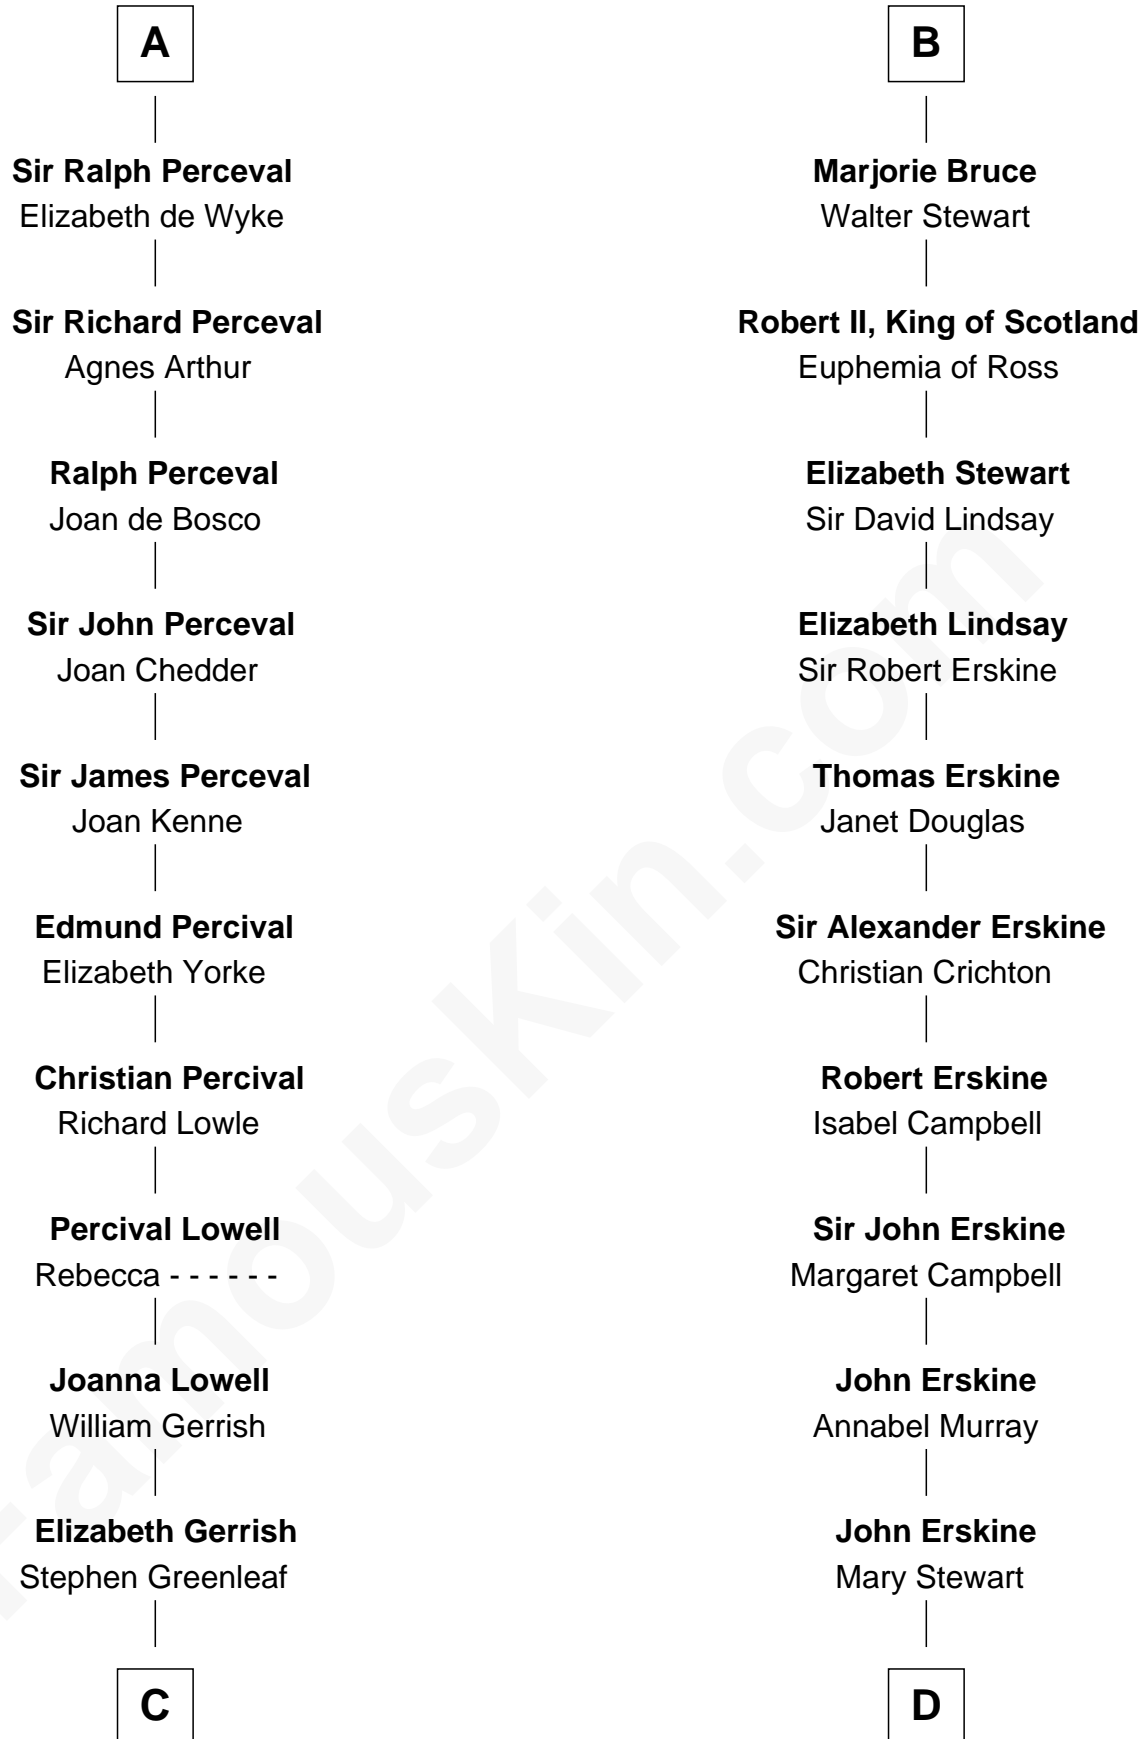 A
Sir Ralph Perceval
Elizabeth de Wyke
Sir Richard Perceval
Agnes Arthur
Ralph Perceval
Joan de Bosco
Sir John Perceval
Joan Chedder
Sir James Perceval
Joan Kenne
Edmund Percival
Elizabeth Yorke
Christian Percival
Richard Lowle
Percival Lowell
Rebecca - - - - - -
Joanna Lowell
William Gerrish
Elizabeth Gerrish
Stephen Greenleaf
C
B
Marjorie Bruce
Walter Stewart
Robert II, King of Scotland
Euphemia of Ross
Elizabeth Stewart
Sir David Lindsay
Elizabeth Lindsay
Sir Robert Erskine
Thomas Erskine
Janet Douglas
Sir Alexander Erskine
Christian Crichton
Robert Erskine
Isabel Campbell
Sir John Erskine
Margaret Campbell
John Erskine
Annabel Murray
John Erskine
Mary Stewart
D
FamousKin.com